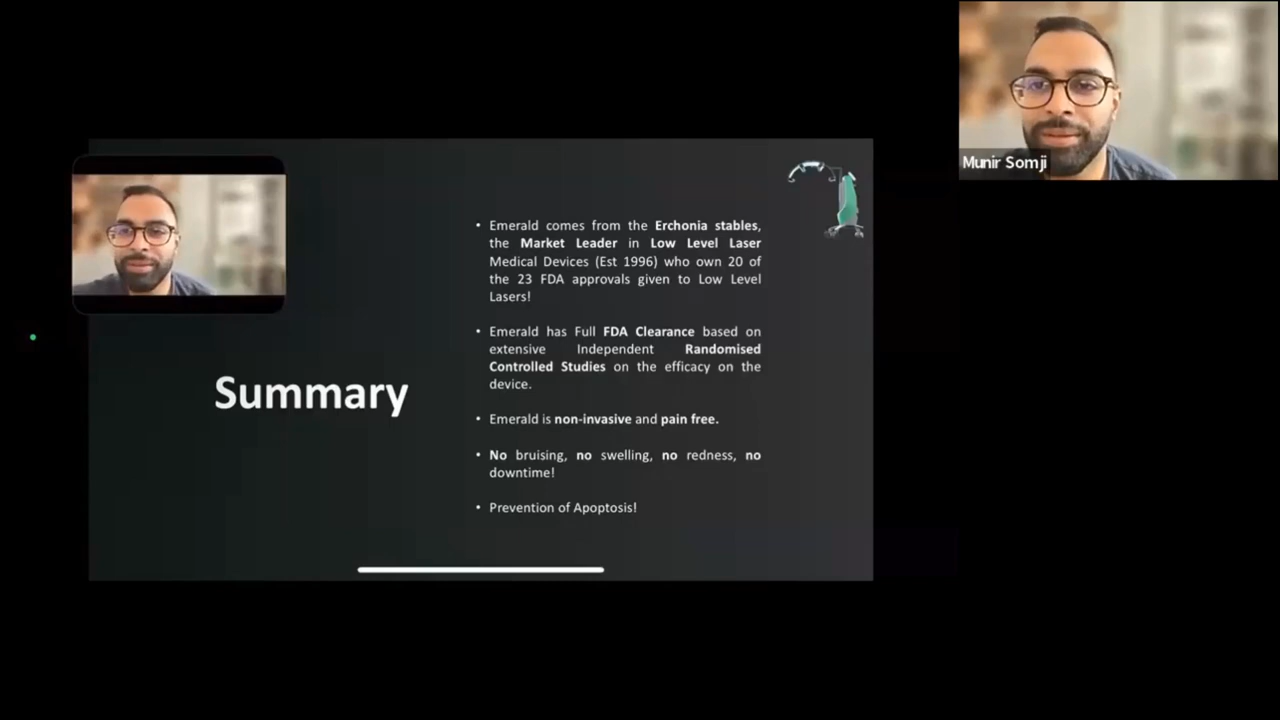 Munir Somji
Summary
• Emerald comes from the Erchonia stables,
the Market Leader in Low Level Laser
Medical Devices (Est 1996) who own 20 of
the 23 FDA approvals given to Low Level
Lasers!
• Emerald has Full FDA Clearance based on
extensive Independent Randomised
Controlled Studies on the efficacy on the
device.
• Emerald is non-invasive and pain free.
• No bruising, no swelling, no redness, no
downtime!
• Prevention of Apoptosis!